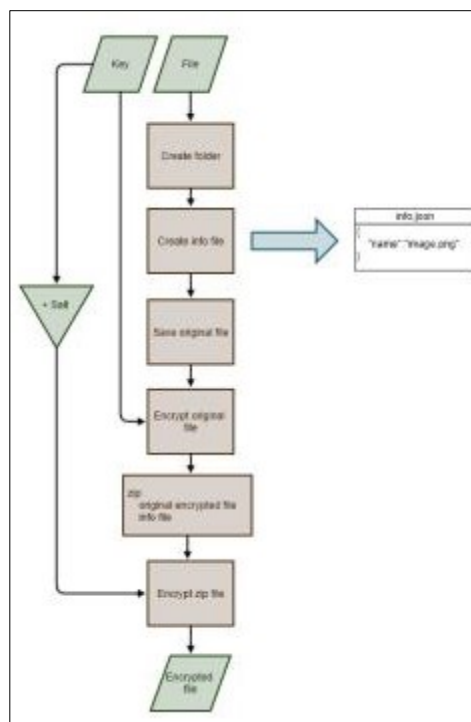 Key
File
Create folder
Create info file
info.json
{
"name" "image.png"
}
+ Salt
Save original file
Encrypt original
file
zip
original encrypted file
info file
Encrypt zip file
Encrypted
file